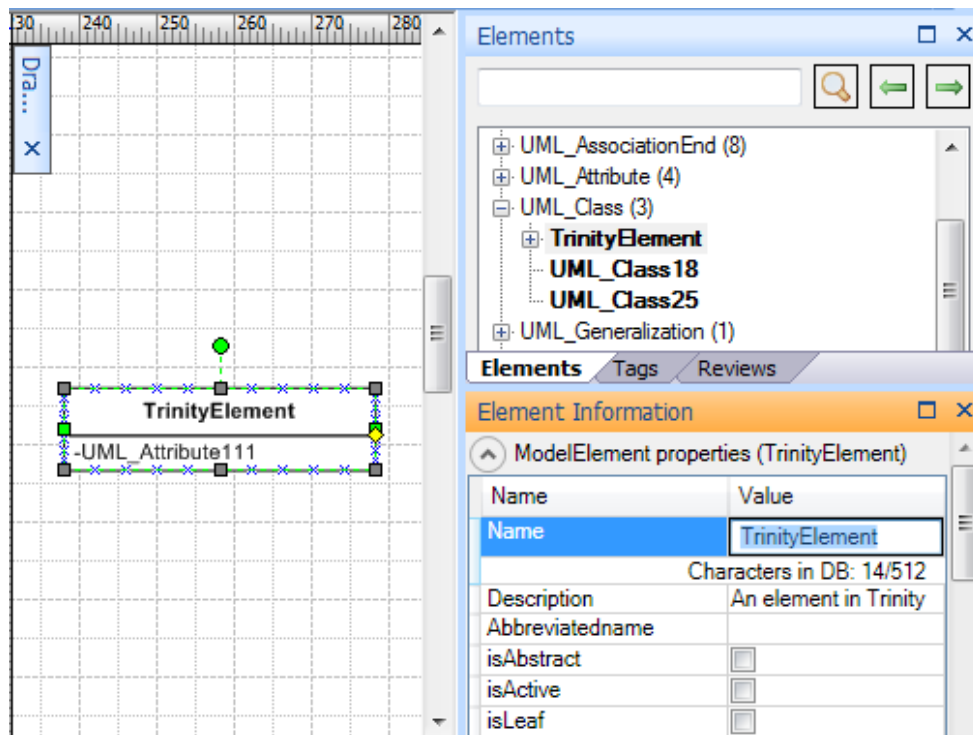 230 240 250 260 270 280
Dra...
TrinityElement
-UML_Attribute111
Elements
UML_AssociationEnd (8)
UML_Attribute (4)
UML_Class (3)
TrinityElement
UML_Class18
UML_Class25
UML_Generalization (1)
Elements Tags Reviews
Element Information
ModelElement properties (TrinityElement)
Name Value
Name TrinityElement
Characters in DB: 14/512
Description An element in Trinity
Abbreviatedname
isAbstract
isActive
isLeaf